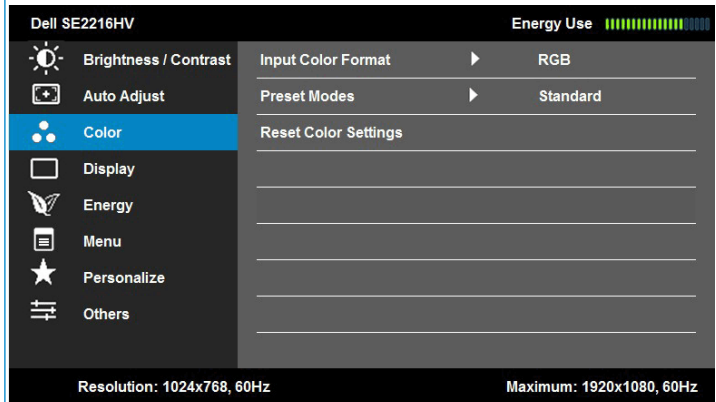 Dell SE2216HV Energy Use
Brightness / Contrast Input Color Format RGB
Auto Adjust Preset Modes Standard
Color Reset Color Settings
Display
Energy
Menu
Personalize
Others
Resolution: 1024x768, 60Hz Maximum: 1920x1080, 60Hz